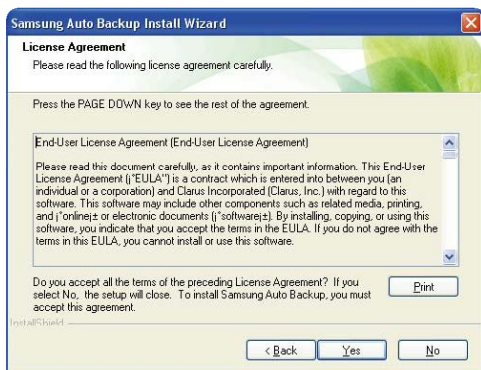 Samsung Auto Backup Install Wizard
License Agreement
Please read the following license agreement carefully.
Press the PAGE DOWN key to see the rest of the agreement.
End-User License Agreement (End-User License Agreement)
Please read this document carefully, as it contains important information. This End-User
License Agreement (¡°EULA") is a contract which is entered into between you (an
individual or a corporation) and Clarus Incorporated (Clarus, Inc.) with regard to this
software. This software may include other components such as related media, printing,
and ¡°online¡± or electronic documents (¡°software¡±). By installing, copying, or using this
software, you indicate that you accept the terms in the EULA. If you do not agree with the
terms in this EULA, you cannot install or use this software.
Do you accept all the terms of the preceding License Agreement? If you
select No, the setup will close. To install Samsung Auto Backup, you must
accept this agreement.
Print
InstallShield
< Back
Yes
No